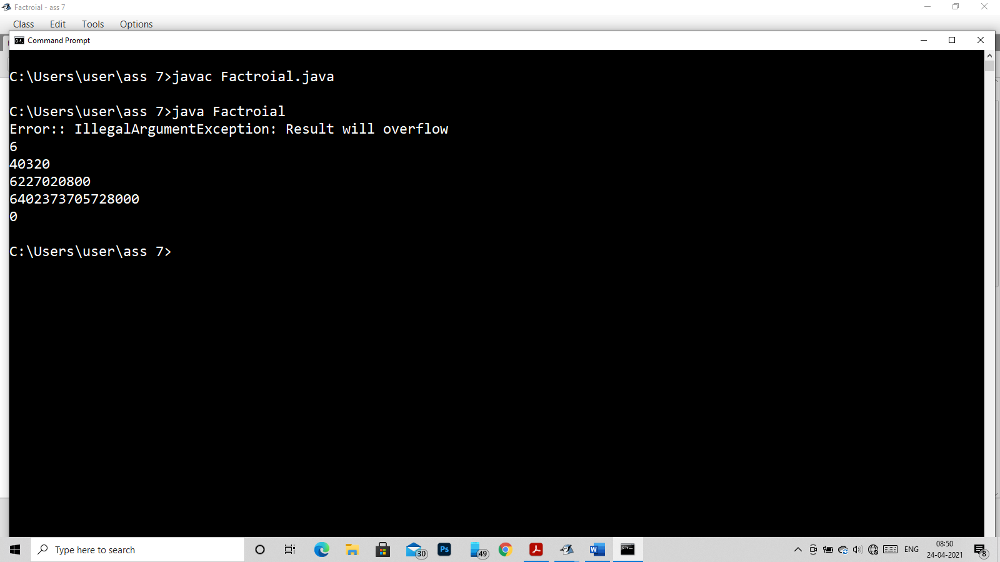 Factroial - ass 7
Class Edit Tools Options
Command Prompt
C:\Users\user\ass 7>javac Factroial.java
C:\Users\user\ass 7>java Factroial
Error:: IllegalArgumentException: Result will overflow
6
40320
6227020800
6402373705728000
0
C:\Users\user\ass 7>
Type here to search
30
Ps
49
W
ENG
08:50
24-04-2021
8